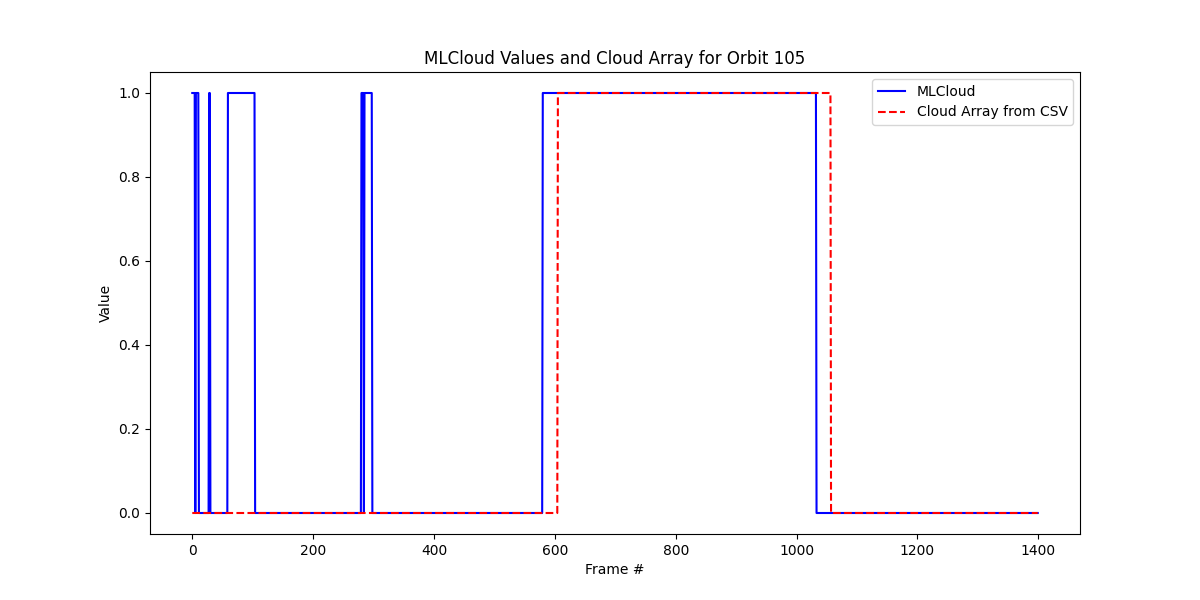 MLCloud Values and Cloud Array for Orbit 105
MLCloud
Cloud Array from CSV
1.0
0.8
0.6
0.4
0.2
0.0
Value
0 200 400 600 800 1000 1200 1400
Frame #